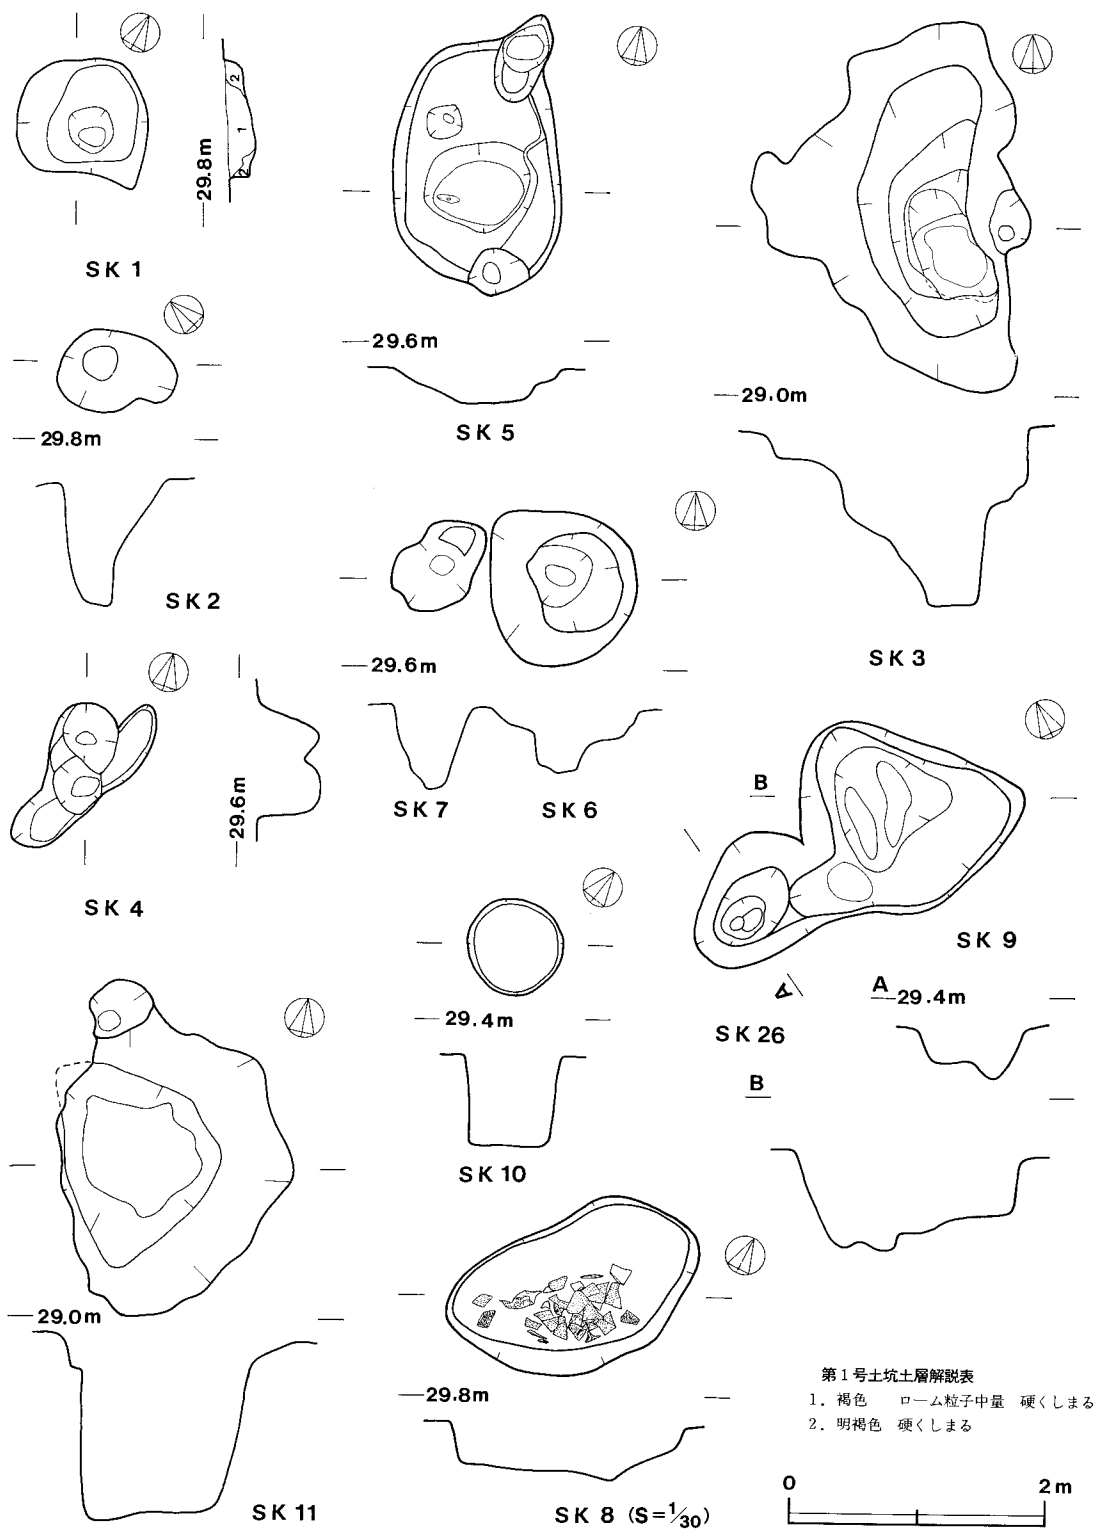 2
1
2
29.8m
SK 1
29.8m
SK 2
29.6m
SK 5
29.0m
SK 3
29.6m
SK 7
SK 6
29.6m
SK 4
B
SK 9
A
A
29.4m
SK 26
B
29.4m
SK 10
29.0m
SK 11
29.8m
SK 8 (S=1/30)
第1号土坑土層解説表
1. 褐色 ローム粒子中量 硬くしまる
2. 明褐色 硬くしまる
0 2m